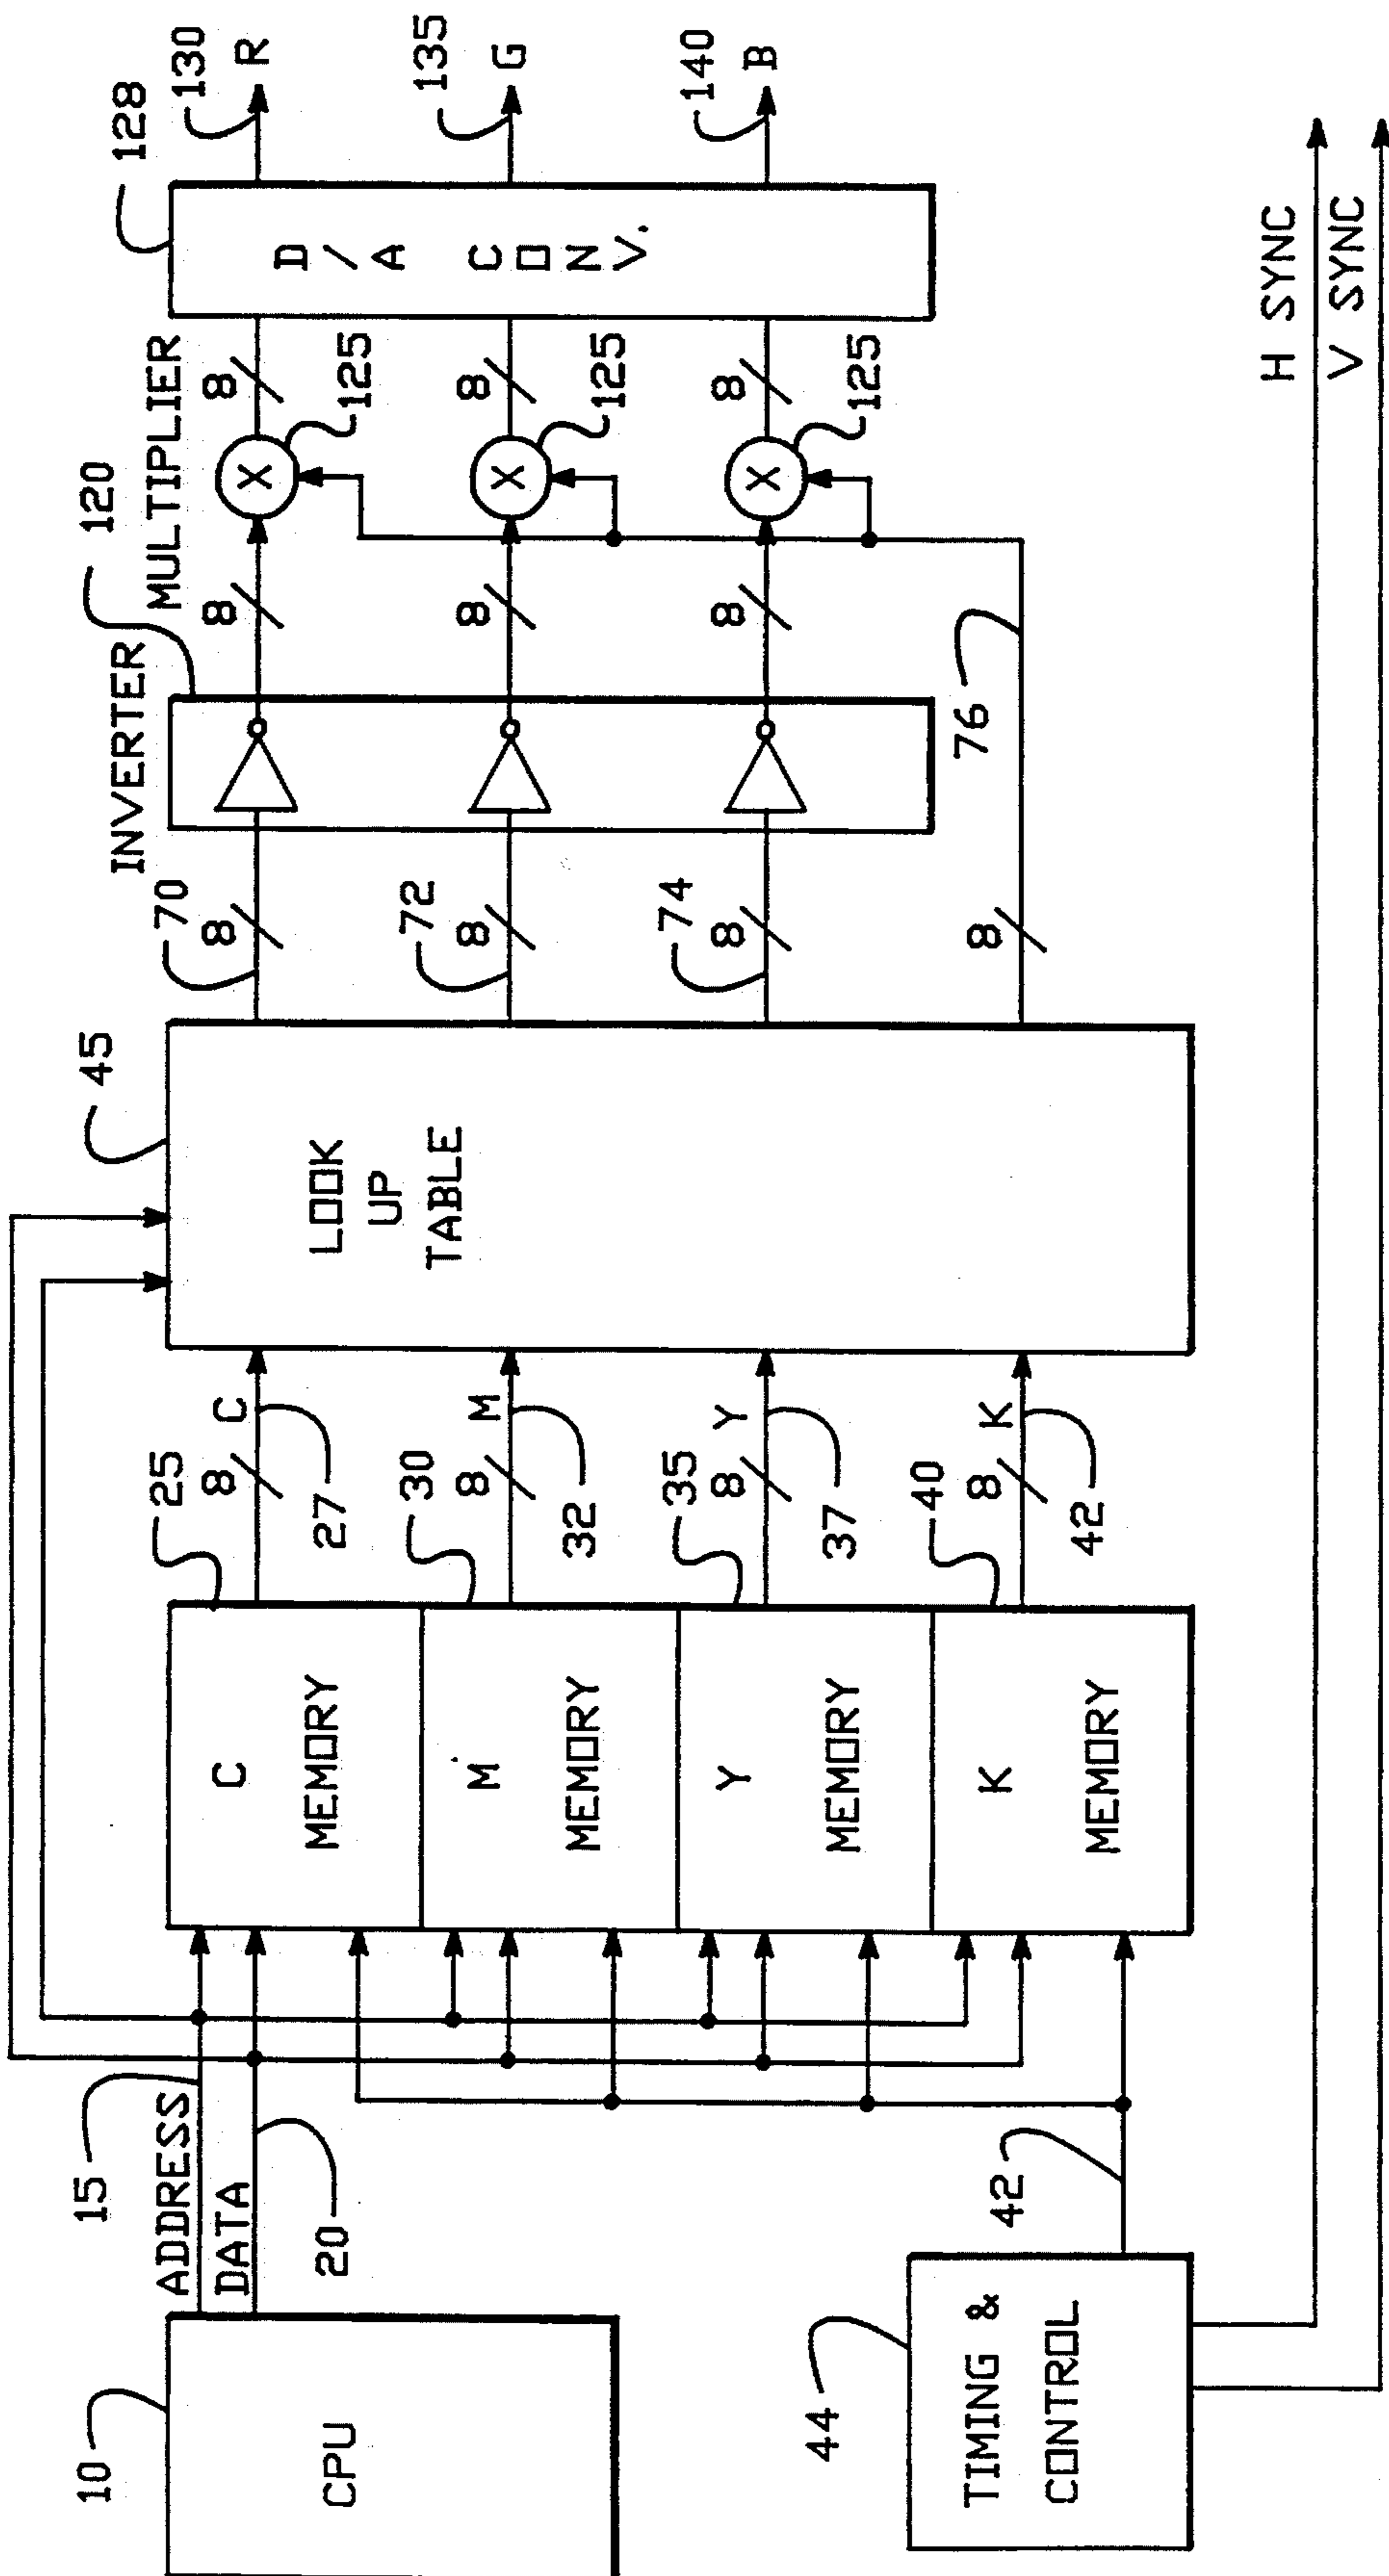 10
CPU
15
ADDRESS
DATA
20
44
TIMING &
CONTROL
42
C
MEMORY
M
MEMORY
Y
MEMORY
K
MEMORY
25
8
C
27
30
8
M
32
35
8
Y
37
40
8
K
42
45
LOOK
UP
TABLE
70
8
72
8
74
8
8
76
INVERTER
120
MULTIPLIER
8
8
8
X
125
X
125
X
125
8
8
8
128
D/A CONV.
130
R
135
G
140
B
H SYNC
V SYNC